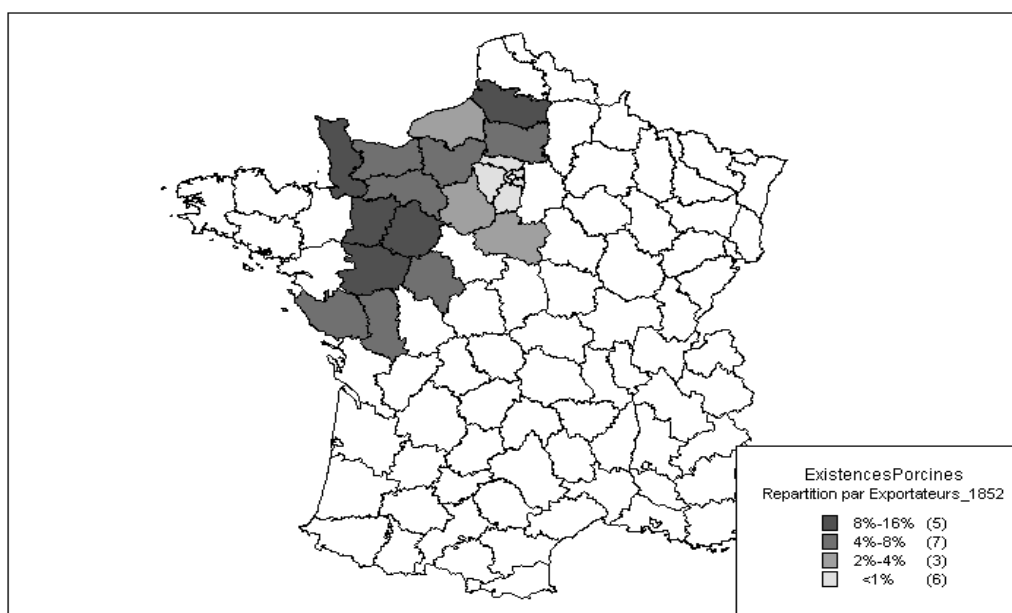 ExistencesPorcines
Repartition par Exportateurs_1852
8%-16% (5)
4%-8% (7)
2%-4% (3)
<1% (6)